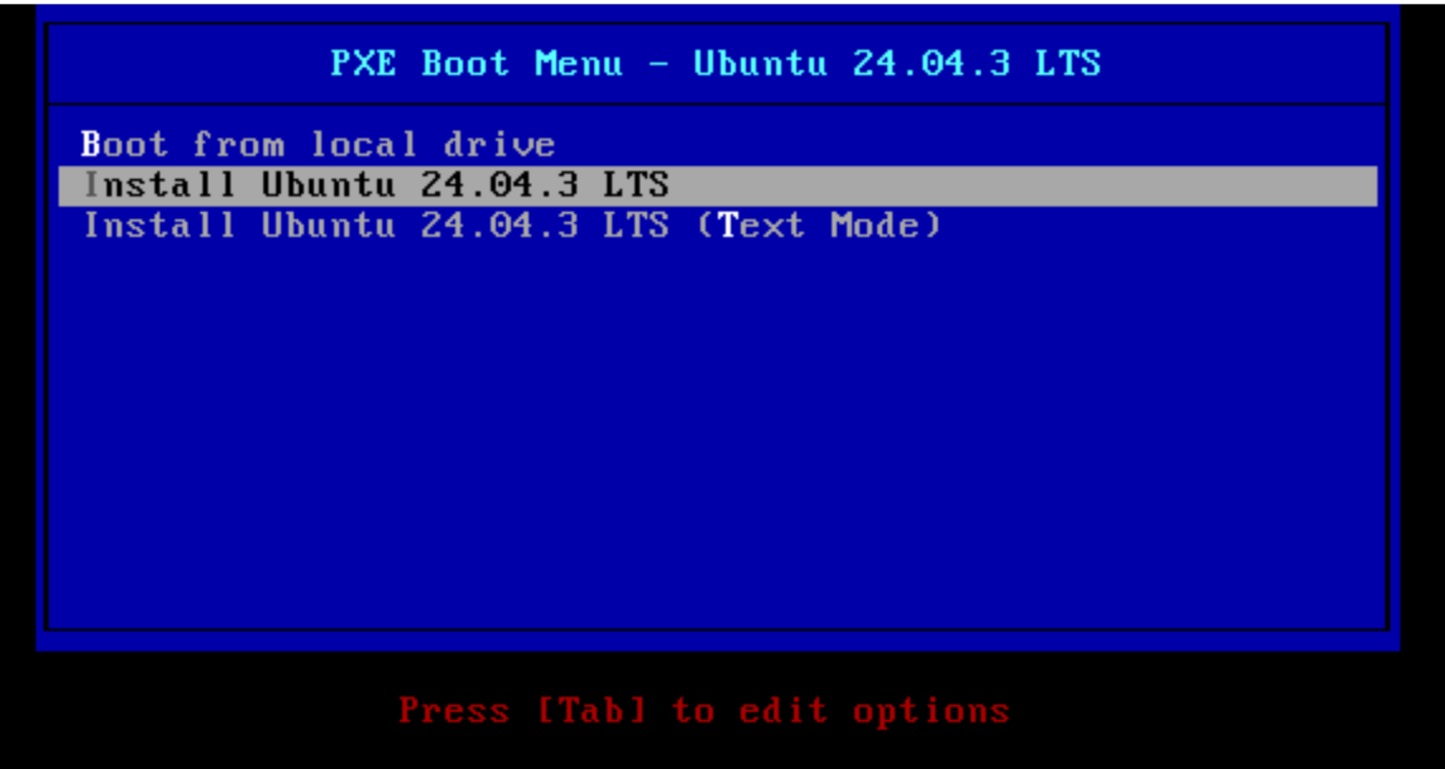 PXE Boot Menu - Ubuntu 24.04.3 LTS
Boot from local drive
Install Ubuntu 24.04.3 LTS
Install Ubuntu 24.04.3 LTS (Text Mode)
Press [Tab] to edit options